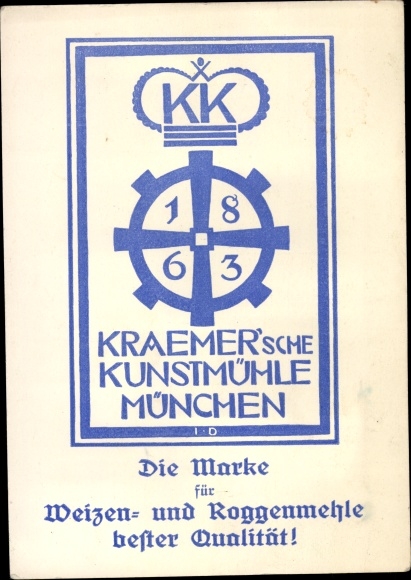 KK
1 8
6 3
KRAEMER'SCHE
KUNSTMÜHLE
MÜNCHEN
I·D
Die Marke
für
Weizen- und Roggenmehle
bester Qualität!